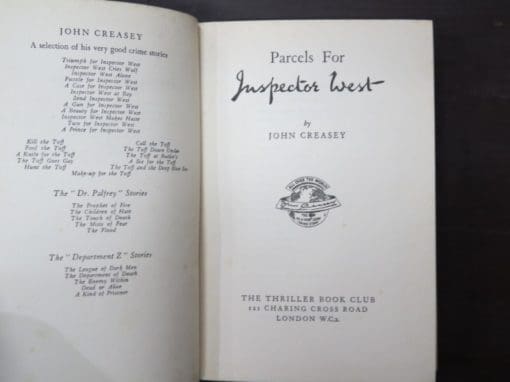 JOHN CREASEY
A selection of his very good crime stories
Triumph for Inspector West
Inspector West Cries Wolf
Inspector West Alone
Puzzle for Inspector West
A Case for Inspector West
Inspector West at Bay
Send Inspector West
A Gun for Inspector West
A Beauty for Inspector West
Inspector West Makes Haste
Two for Inspector West
A Prince for Inspector West
Kill the Toff
Call the Toff
Fool the Toff
The Toff Down Under
A Knife for the Toff
The Toff at Butlin's
The Toff Goes Gay
A Six for the Toff
Hunt the Toff
The Toff and the Deep Blue Sea
Make-up for the Toff
The "Dr. Palfrey" Stories
The Prophet of Fire
The Children of Hate
The Touch of Death
The Mists of Fear
The Flood
The "Department Z" Stories
The League of Dark Men
The Department of Death
The Enemy Within
Dead or Alive
A Kind of Prisoner
Parcels For
Inspector West
by
JOHN CREASEY
THE THRILLER BOOK CLUB
121 CHARING CROSS ROAD
LONDON W.C.2.